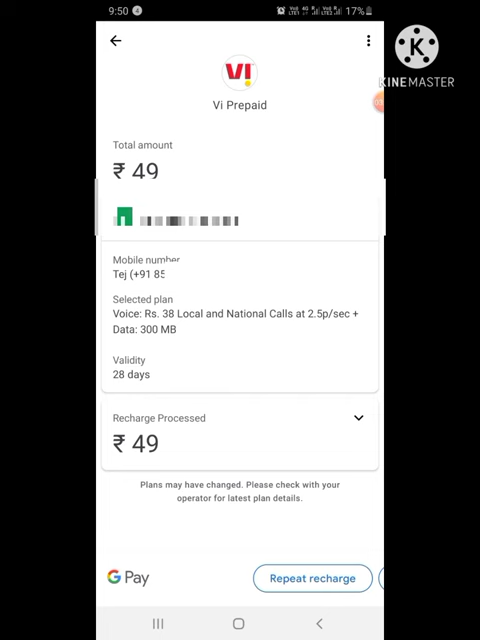 9:50 4 17%
KINEMASTER
VI
Vi Prepaid
Total amount
₹ 49
Mobile number
Tej (+91 85
Selected plan
Voice: Rs. 38 Local and National Calls at 2.5p/sec +
Data: 300 MB
Validity
28 days
Recharge Processed
₹ 49
Plans may have changed. Please check with your
operator for latest plan details.
G Pay Repeat recharge